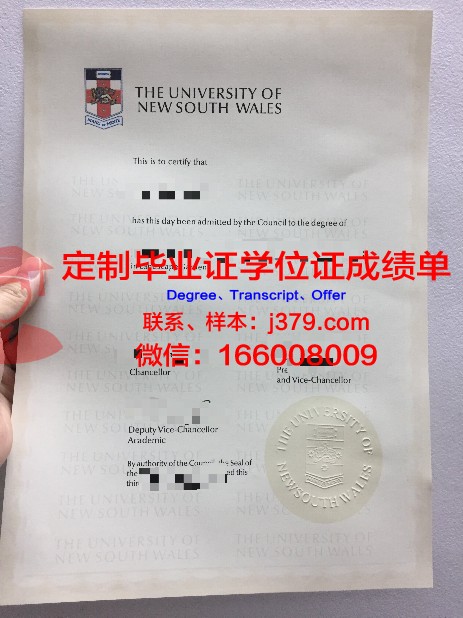 THE UNIVERSITY OF
NEW SOUTH WALES
This is to certify that
has this day been admitted by the Council to the degree of
定制毕业证学位证成绩单
Degree、Transcript、Offer
联系、样本：j379.com
微信：166008009
Chancellor
and Vice-Chancellor
Deputy Vice-Chancellor
Academic
By authority of the Council, the Seal of
the
this
THE UNIVERSITY OF
NEW SOUTH WALES